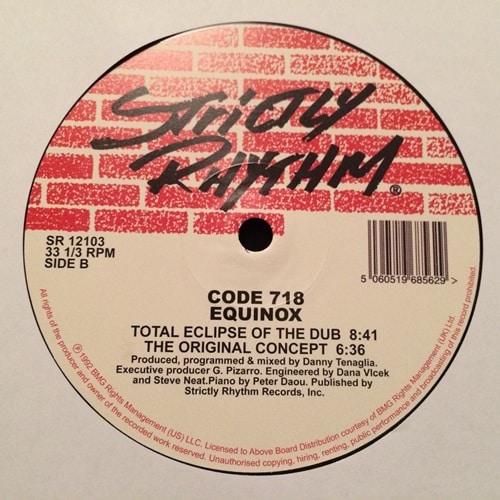 STRICTLY
RHYTHM®
SR 12103
33 1/3 RPM
SIDE B
5 060519 685629 >
CODE 718
EQUINOX
TOTAL ECLIPSE OF THE DUB 8:41
THE ORIGINAL CONCEPT 6:36
Produced, programmed & mixed by Danny Tenaglia.
Executive producer G. Pizarro. Engineered by Dana Vlcek
and Steve Neat.Piano by Peter Daou. Published by
Strictly Rhythm Records, Inc.
All rights of the producer and owner of the recorded work reserved. Unauthorised copying, hiring, renting, public performance and broadcasting of this record prohibited.
℗1992 BMG Rights Management (US) LLC, Licensed to Above Board Distribution courtesy of BMG Rights Management (UK) Ltd.